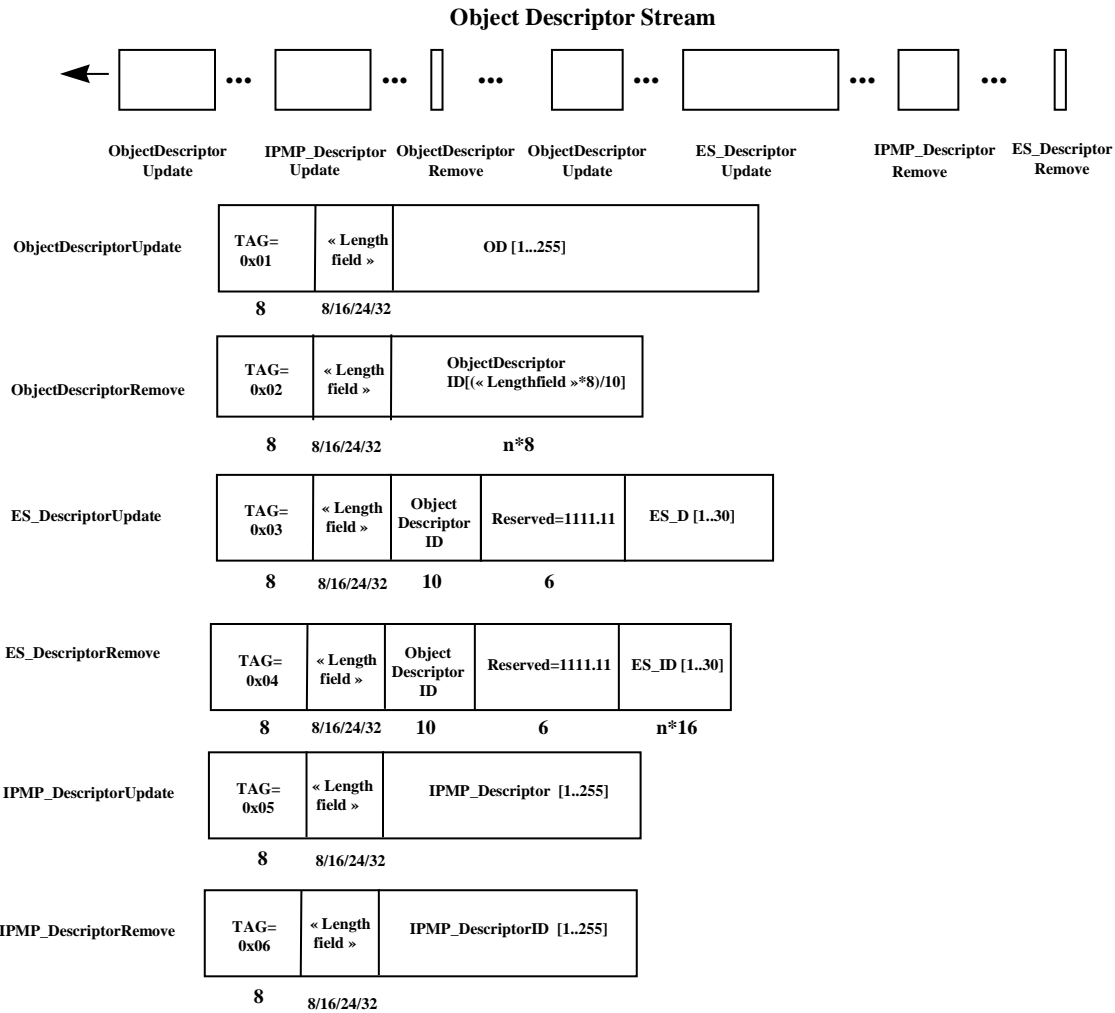 Object Descriptor Stream
... ... ... ... ... ...
ObjectDescriptor IPMP_Descriptor ObjectDescriptor ObjectDescriptor ES_Descriptor IPMP_Descriptor ES_Descriptor
Update Update Remove Update Update Remove Remove
ObjectDescriptorUpdate
TAG=
0x01
« Length
field »
OD [1...255]
8 8/16/24/32
ObjectDescriptorRemove
TAG=
0x02
« Length
field »
ObjectDescriptor
ID[(« Lengthfield »*8)/10]
8 8/16/24/32 n*8
ES_DescriptorUpdate
TAG=
0x03
« Length
field »
Object
Descriptor
ID
Reserved=1111.11
ES_D [1..30]
8 8/16/24/32 10 6
ES_DescriptorRemove
TAG=
0x04
« Length
field »
Object
Descriptor
ID
Reserved=1111.11
ES_ID [1..30]
8 8/16/24/32 10 6 n*16
IPMP_DescriptorUpdate
TAG=
0x05
« Length
field »
IPMP_Descriptor [1..255]
8 8/16/24/32
IPMP_DescriptorRemove
TAG=
0x06
« Length
field »
IPMP_DescriptorID [1..255]
8 8/16/24/32